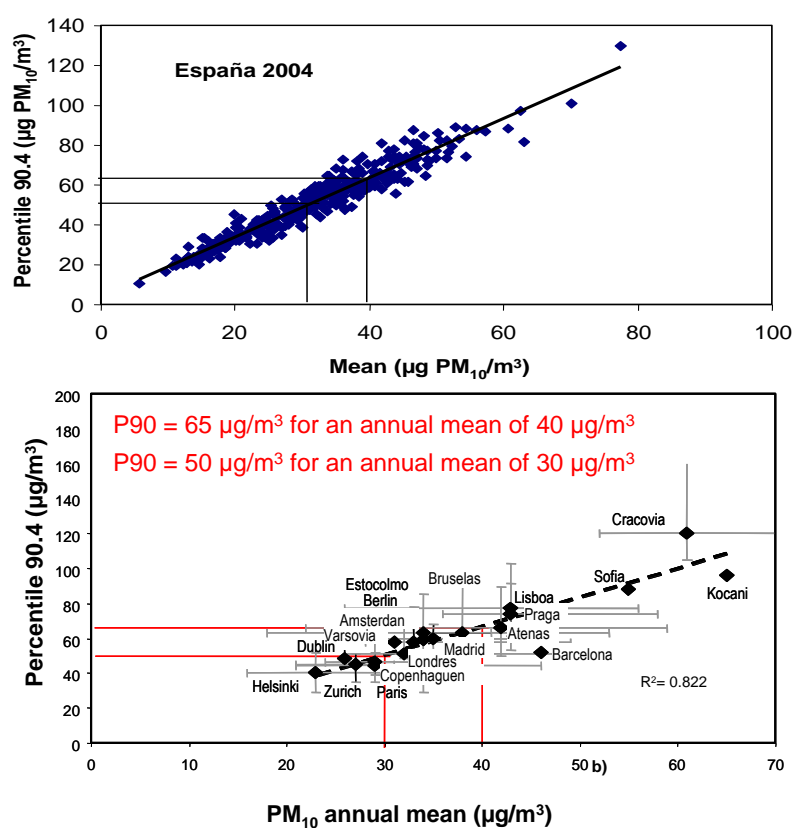 140
120
100
80
60
40
20
0
Percentile 90.4 (µg PM10/m³)
España 2004
0 20 40 60 80 100
Mean (µg PM10/m³)
200
180
160
140
120
100
80
60
40
20
0
Percentile 90.4 (µg/m³)
P90 = 65 µg/m³ for an annual mean of 40 µg/m³
P90 = 50 µg/m³ for an annual mean of 30 µg/m³
Cracovia
Estocolmo
Berlin
Bruselas
Lisboa
Sofia
Kocani
Amsterdan
Praga
Varsovia
Atenas
Dublin
Madrid
Barcelona
Londres
Copenhaguen
Helsinki
Zurich
Paris
R²= 0.822
0 10 20 30 40 50 b) 60 70
PM10 annual mean (µg/m³)